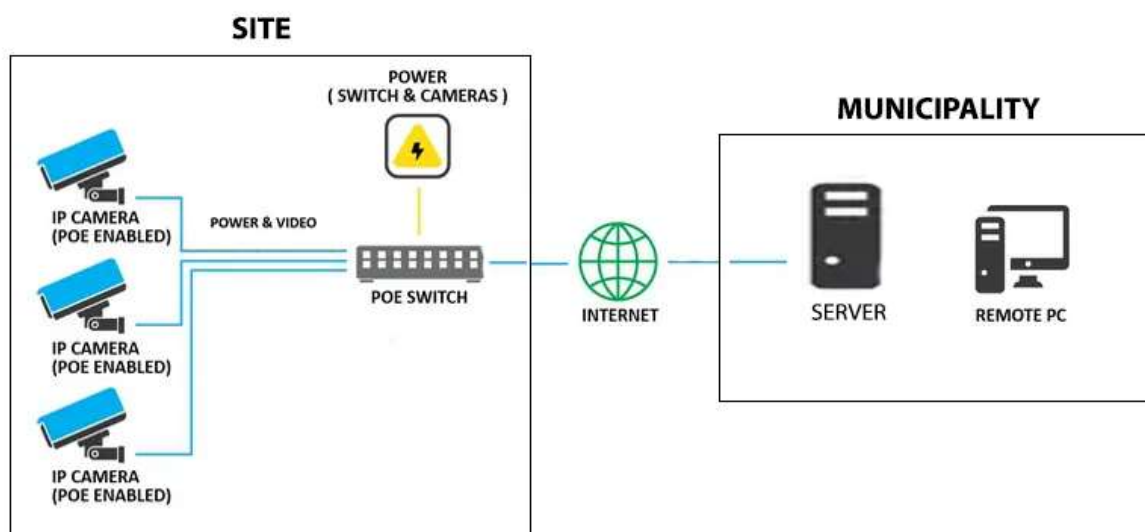 SITE
POWER
( SWITCH & CAMERAS )
MUNICIPALITY
IP CAMERA
(POE ENABLED)
POWER & VIDEO
POE SWITCH
INTERNET
SERVER
REMOTE PC
IP CAMERA
(POE ENABLED)
IP CAMERA
(POE ENABLED)